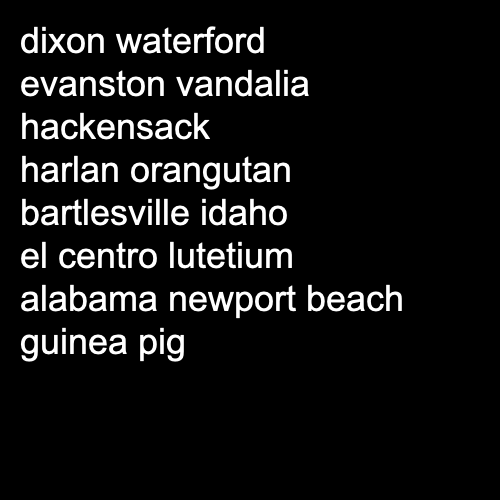 dixon waterford
evanston vandalia
hackensack
harlan orangutan
bartlesville idaho
el centro lutetium
alabama newport beach
guinea pig